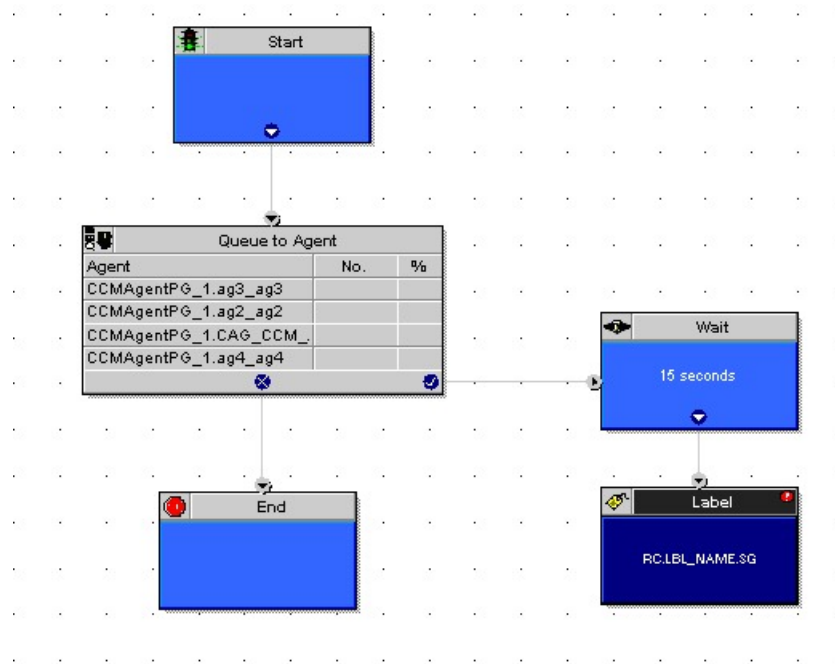 Start
Queue to Agent
Agent No. %
CCMAgentPG_1.ag3_ag3
CCMAgentPG_1.ag2_ag2
CCMAgentPG_1.CAG_CCM_.
CCMAgentPG_1.ag4_ag4
Wait
15 seconds
End
Label
RC.LBL_NAME.SG